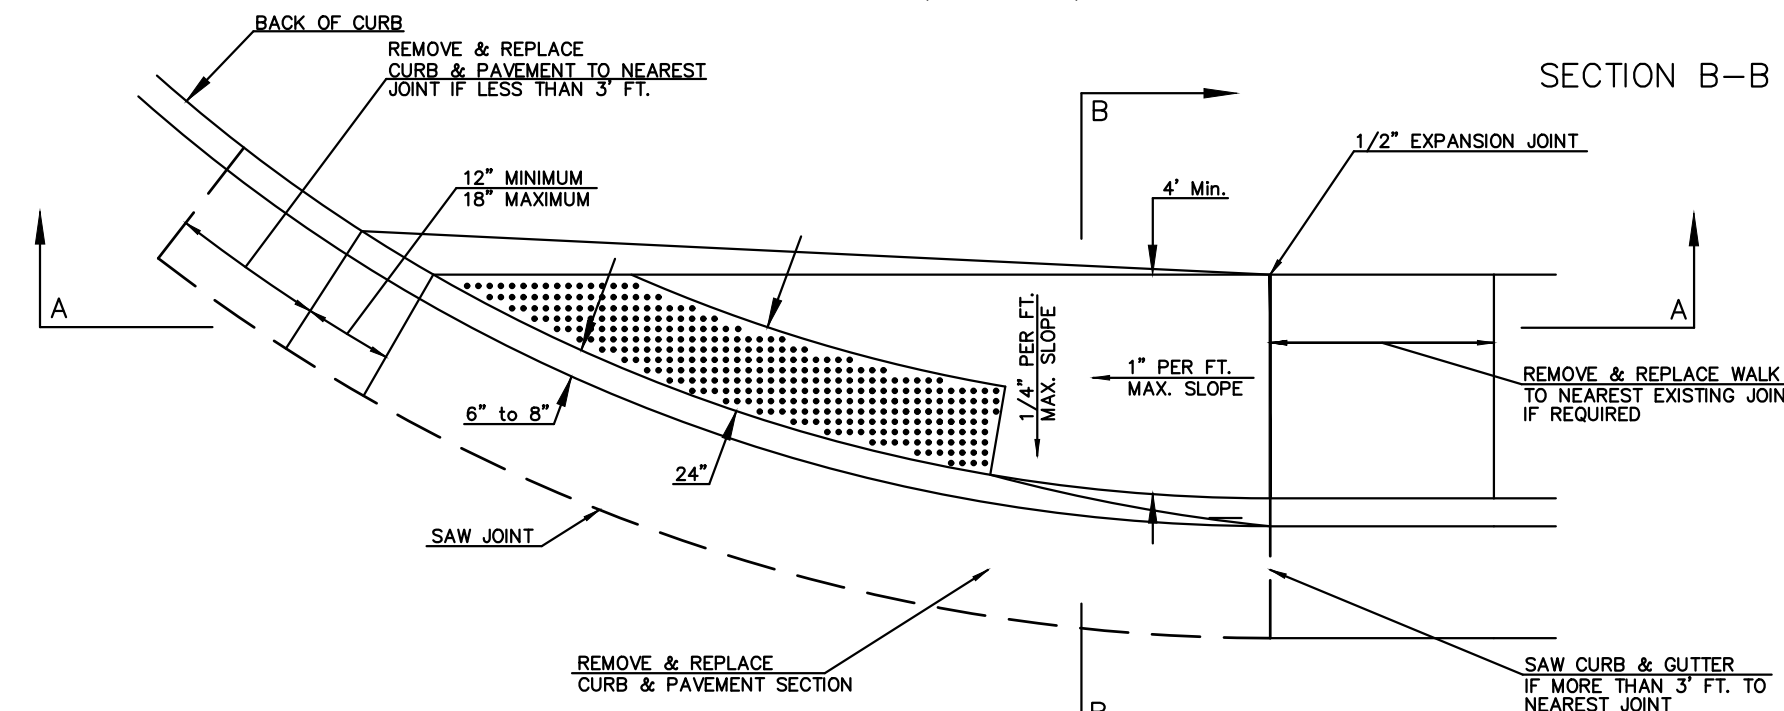 BACK OF CURB
REMOVE & REPLACE
CURB & PAVEMENT TO NEAREST
JOINT IF LESS THAN 3' FT.
SECTION B-B
B
1/2" EXPANSION JOINT
12" MINIMUM
18" MAXIMUM
4' Min.
A
A
1/4" PER FT.
MAX. SLOPE
1" PER FT.
MAX. SLOPE
REMOVE & REPLACE WALK
TO NEAREST EXISTING JOIN
IF REQUIRED
6" to 8"
24"
SAW JOINT
REMOVE & REPLACE
CURB & PAVEMENT SECTION
SAW CURB & GUTTER
IF MORE THAN 3' FT. TO
NEAREST JOINT
B